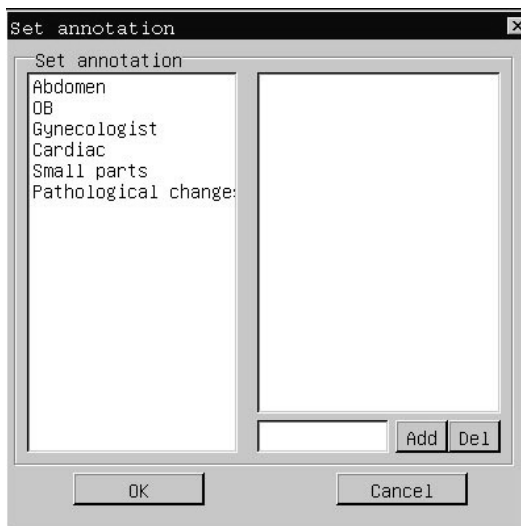 Set annotation
Set annotation
Abdomen
OB
Gynecologist
Cardiac
Small parts
Pathological change
Add Del
OK Cancel